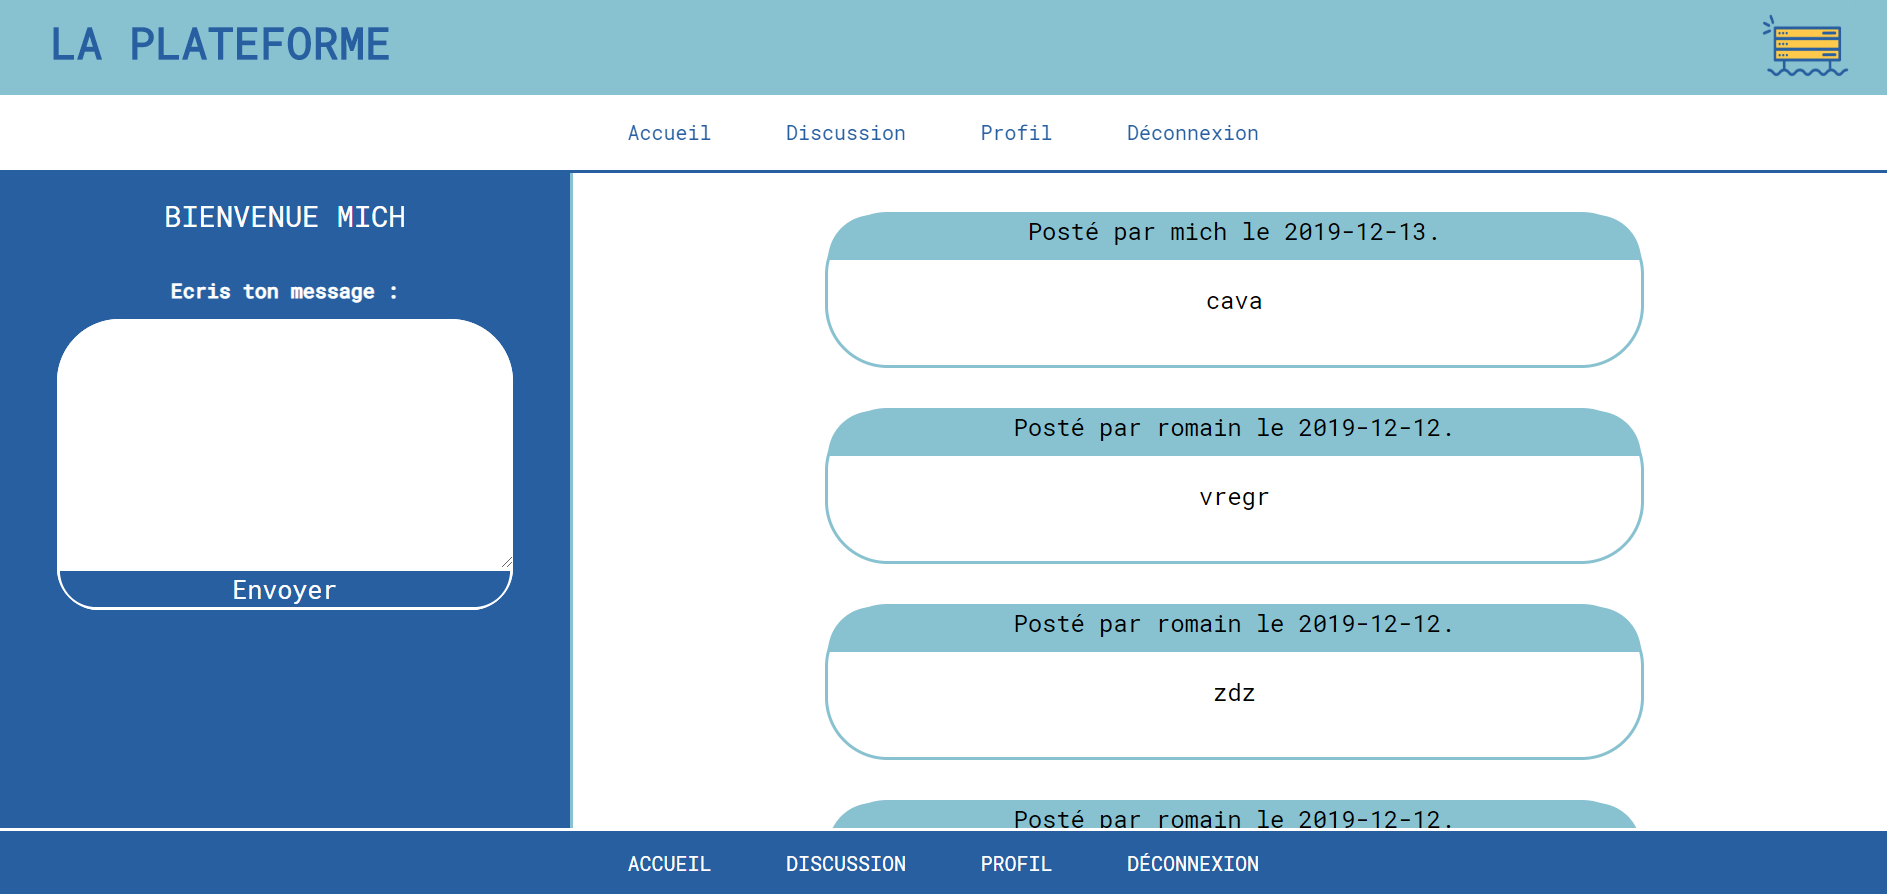 LA PLATEFORME
Accueil Discussion Profil Déconnexion
BIENVENUE MICH
Ecris ton message :
Envoyer
Posté par mich le 2019-12-13.
cava
Posté par romain le 2019-12-12.
vregr
Posté par romain le 2019-12-12.
zdz
Posté par romain le 2019-12-12.
ACCUEIL DISCUSSION PROFIL DÉCONNEXION